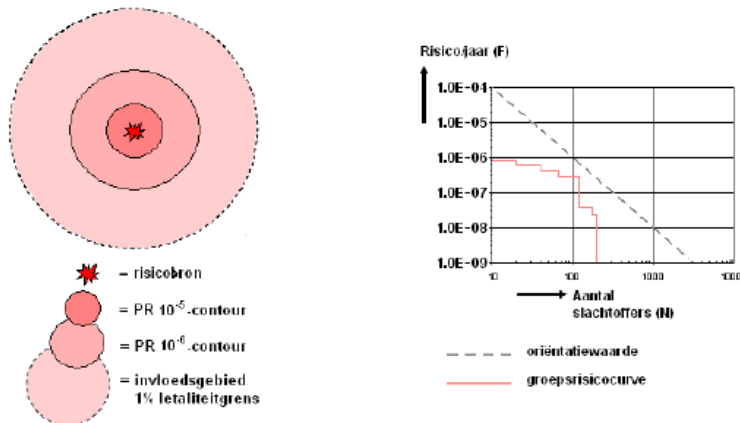 = risicobron
= PR 10⁻⁵-contour
= PR 10⁻⁶-contour
= invloedsgebied
1% letaliteitgrens
Risico/jaar (F)
1.0E-04
1.0E-05
1.0E-06
1.0E-07
1.0E-08
1.0E-09
10
100
1000
1000
Aantal
slachtoffers (N)
oriëntatiewaarde
groepsrisicocurve